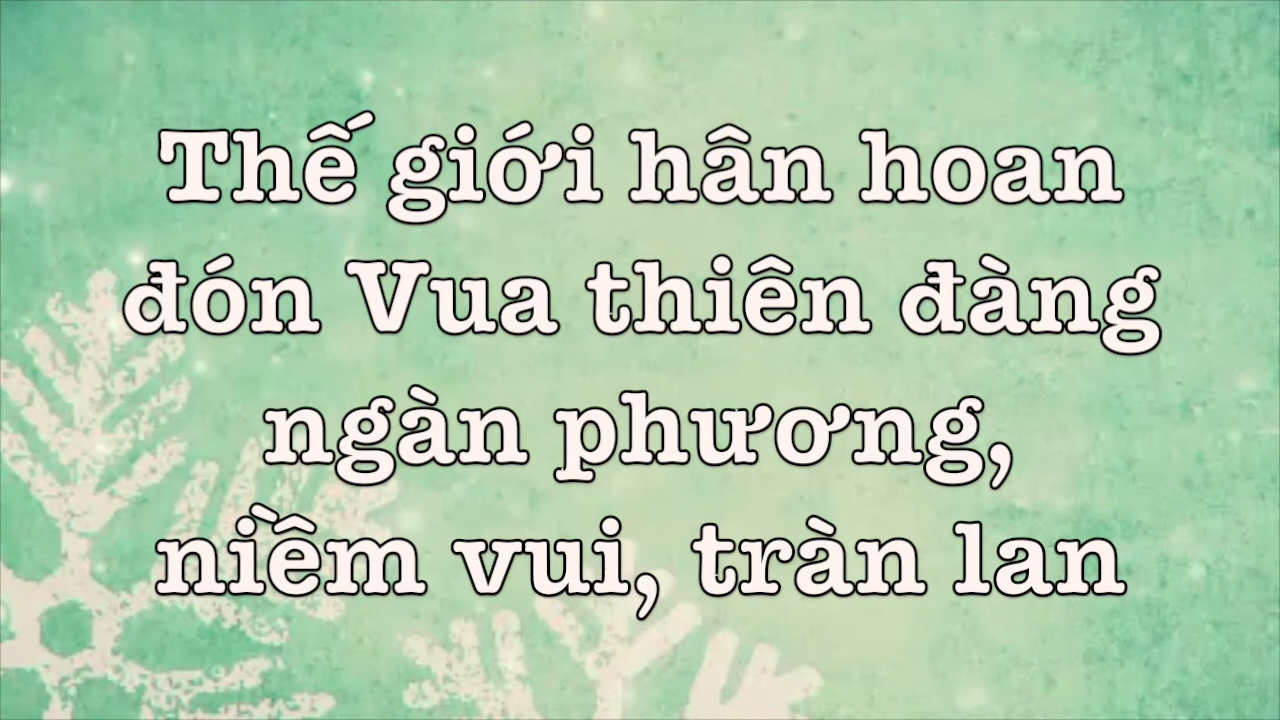 Thế giới hân hoan
đón Vua thiên đàng
ngàn phương,
niềm vui, tràn lan